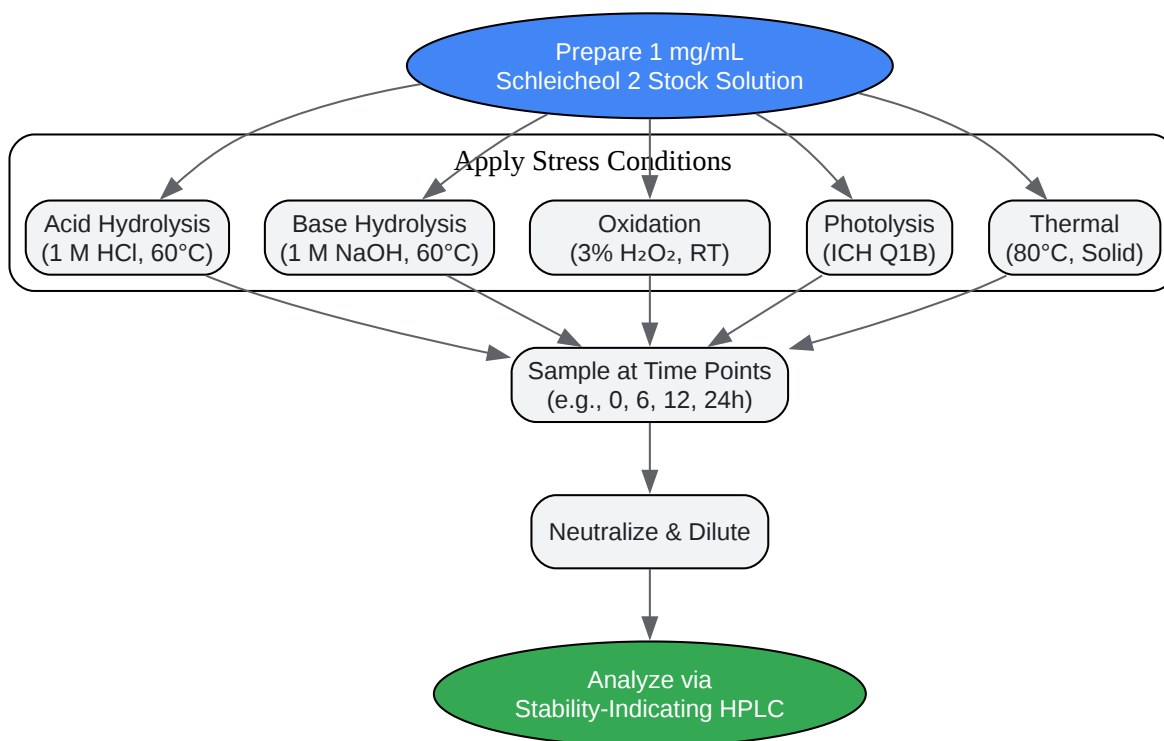 Prepare 1 mg/mL
Schleicheol 2 Stock Solution
Apply Stress Conditions
Acid Hydrolysis
(1 M HCl, 60°C)
Base Hydrolysis
(1 M NaOH, 60°C)
Oxidation
(3% H₂O₂, RT)
Photolysis
(ICH Q1B)
Thermal
(80°C, Solid)
Sample at Time Points
(e.g., 0, 6, 12, 24h)
Neutralize & Dilute
Analyze via
Stability-Indicating HPLC